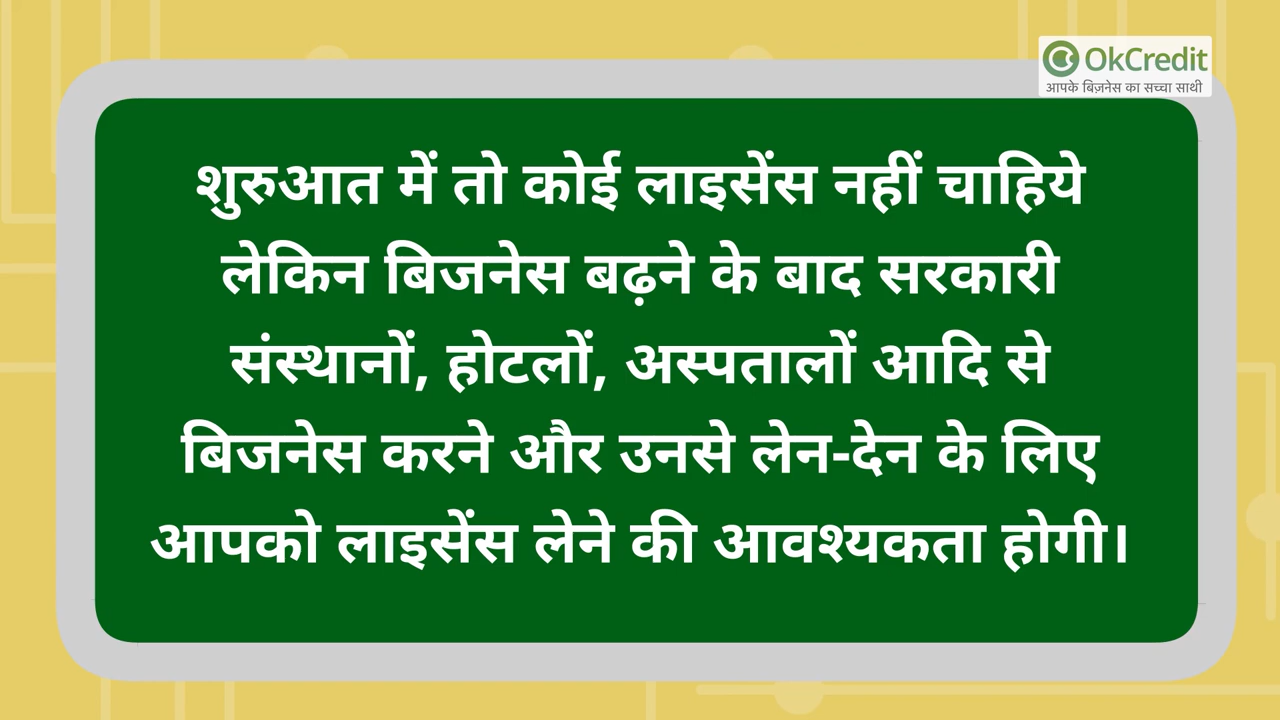 OkCredit
आपके बिज़नेस का सच्चा साथी
शुरुआत में तो कोई लाइसेंस नहीं चाहिये
लेकिन बिजनेस बढ़ने के बाद सरकारी
संस्थानों, होटलों, अस्पतालों आदि से
बिजनेस करने और उनसे लेन-देन के लिए
आपको लाइसेंस लेने की आवश्यकता होगी।